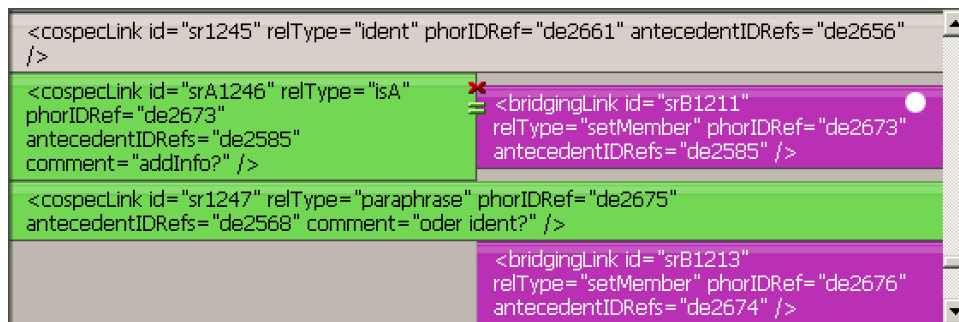 <cospecLink id="sr1245" relType="ident" phorIDRef="de2661" antecedentIDRefs="de2656"
/>
<cospecLink id="srA1246" relType="isA"
phorIDRef="de2673"
antecedentIDRefs="de2585"
comment="addInfo?" />
<bridgingLink id="srB1211"
relType="setMember" phorIDRef="de2673"
antecedentIDRefs="de2585" />
<cospecLink id="sr1247" relType="paraphrase" phorIDRef="de2675"
antecedentIDRefs="de2568" comment="oder ident?" />
<bridgingLink id="srB1213"
relType="setMember" phorIDRef="de2676"
antecedentIDRefs="de2674" />